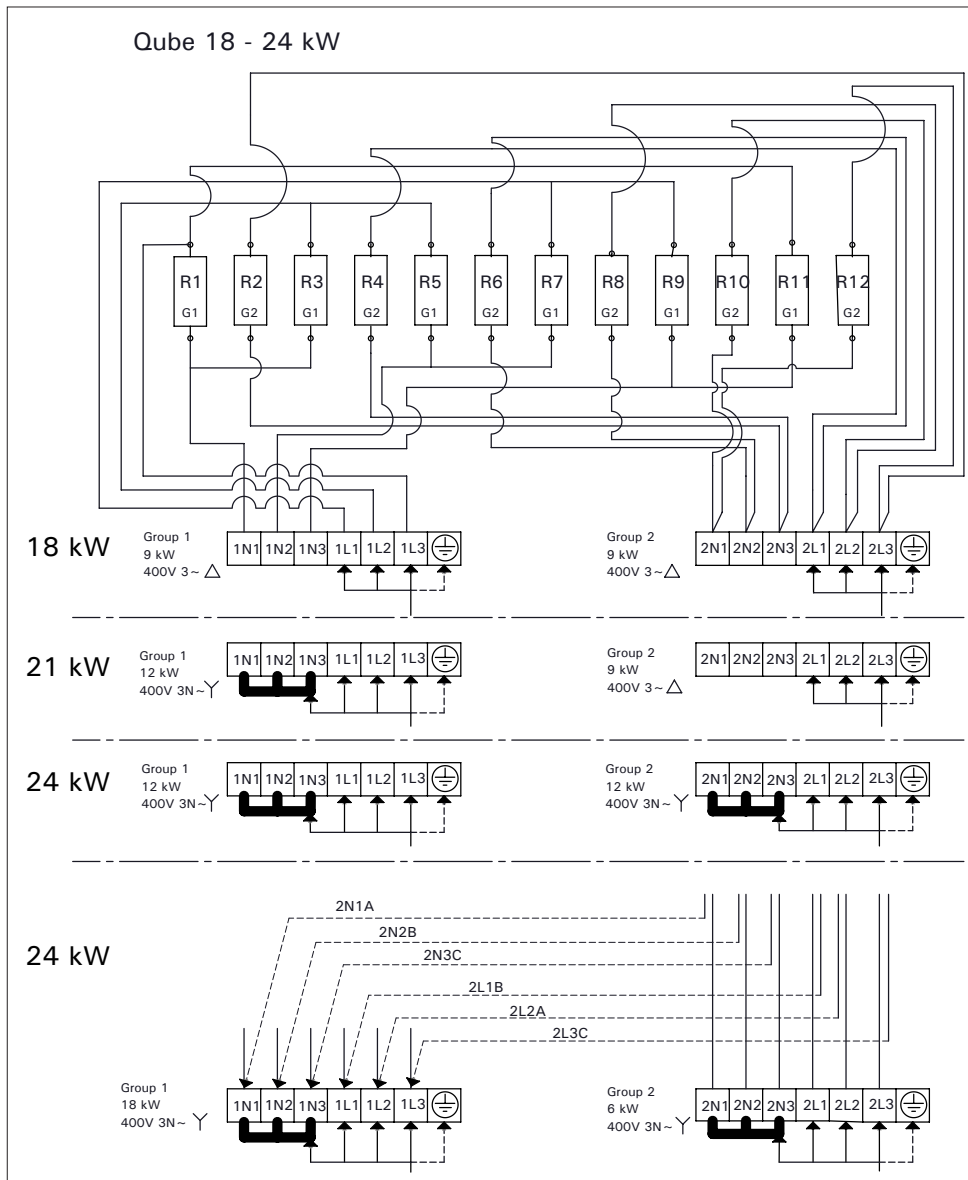 Qube 18 - 24 kW
R1 R2 R3 R4 R5 R6 R7 R8 R9 R10 R11 R12
G1 G2 G1 G2 G1 G2 G1 G2 G1 G2 G1 G2
18 kW
Group 1
9 kW
400V 3~
1N1 1N2 1N3 1L1 1L2 1L3
Group 2
9 kW
400V 3~
2N1 2N2 2N3 2L1 2L2 2L3
21 kW
Group 1
12 kW
400V 3N~
1N1 1N2 1N3 1L1 1L2 1L3
Group 2
9 kW
400V 3~
2N1 2N2 2N3 2L1 2L2 2L3
24 kW
Group 1
12 kW
400V 3N~
1N1 1N2 1N3 1L1 1L2 1L3
Group 2
12 kW
400V 3N~
2N1 2N2 2N3 2L1 2L2 2L3
24 kW
2N1A
2N2B
2N3C
2L1B
2L2A
2L3C
Group 1
18 kW
400V 3N~
1N1 1N2 1N3 1L1 1L2 1L3
Group 2
6 kW
400V 3N~
2N1 2N2 2N3 2L1 2L2 2L3